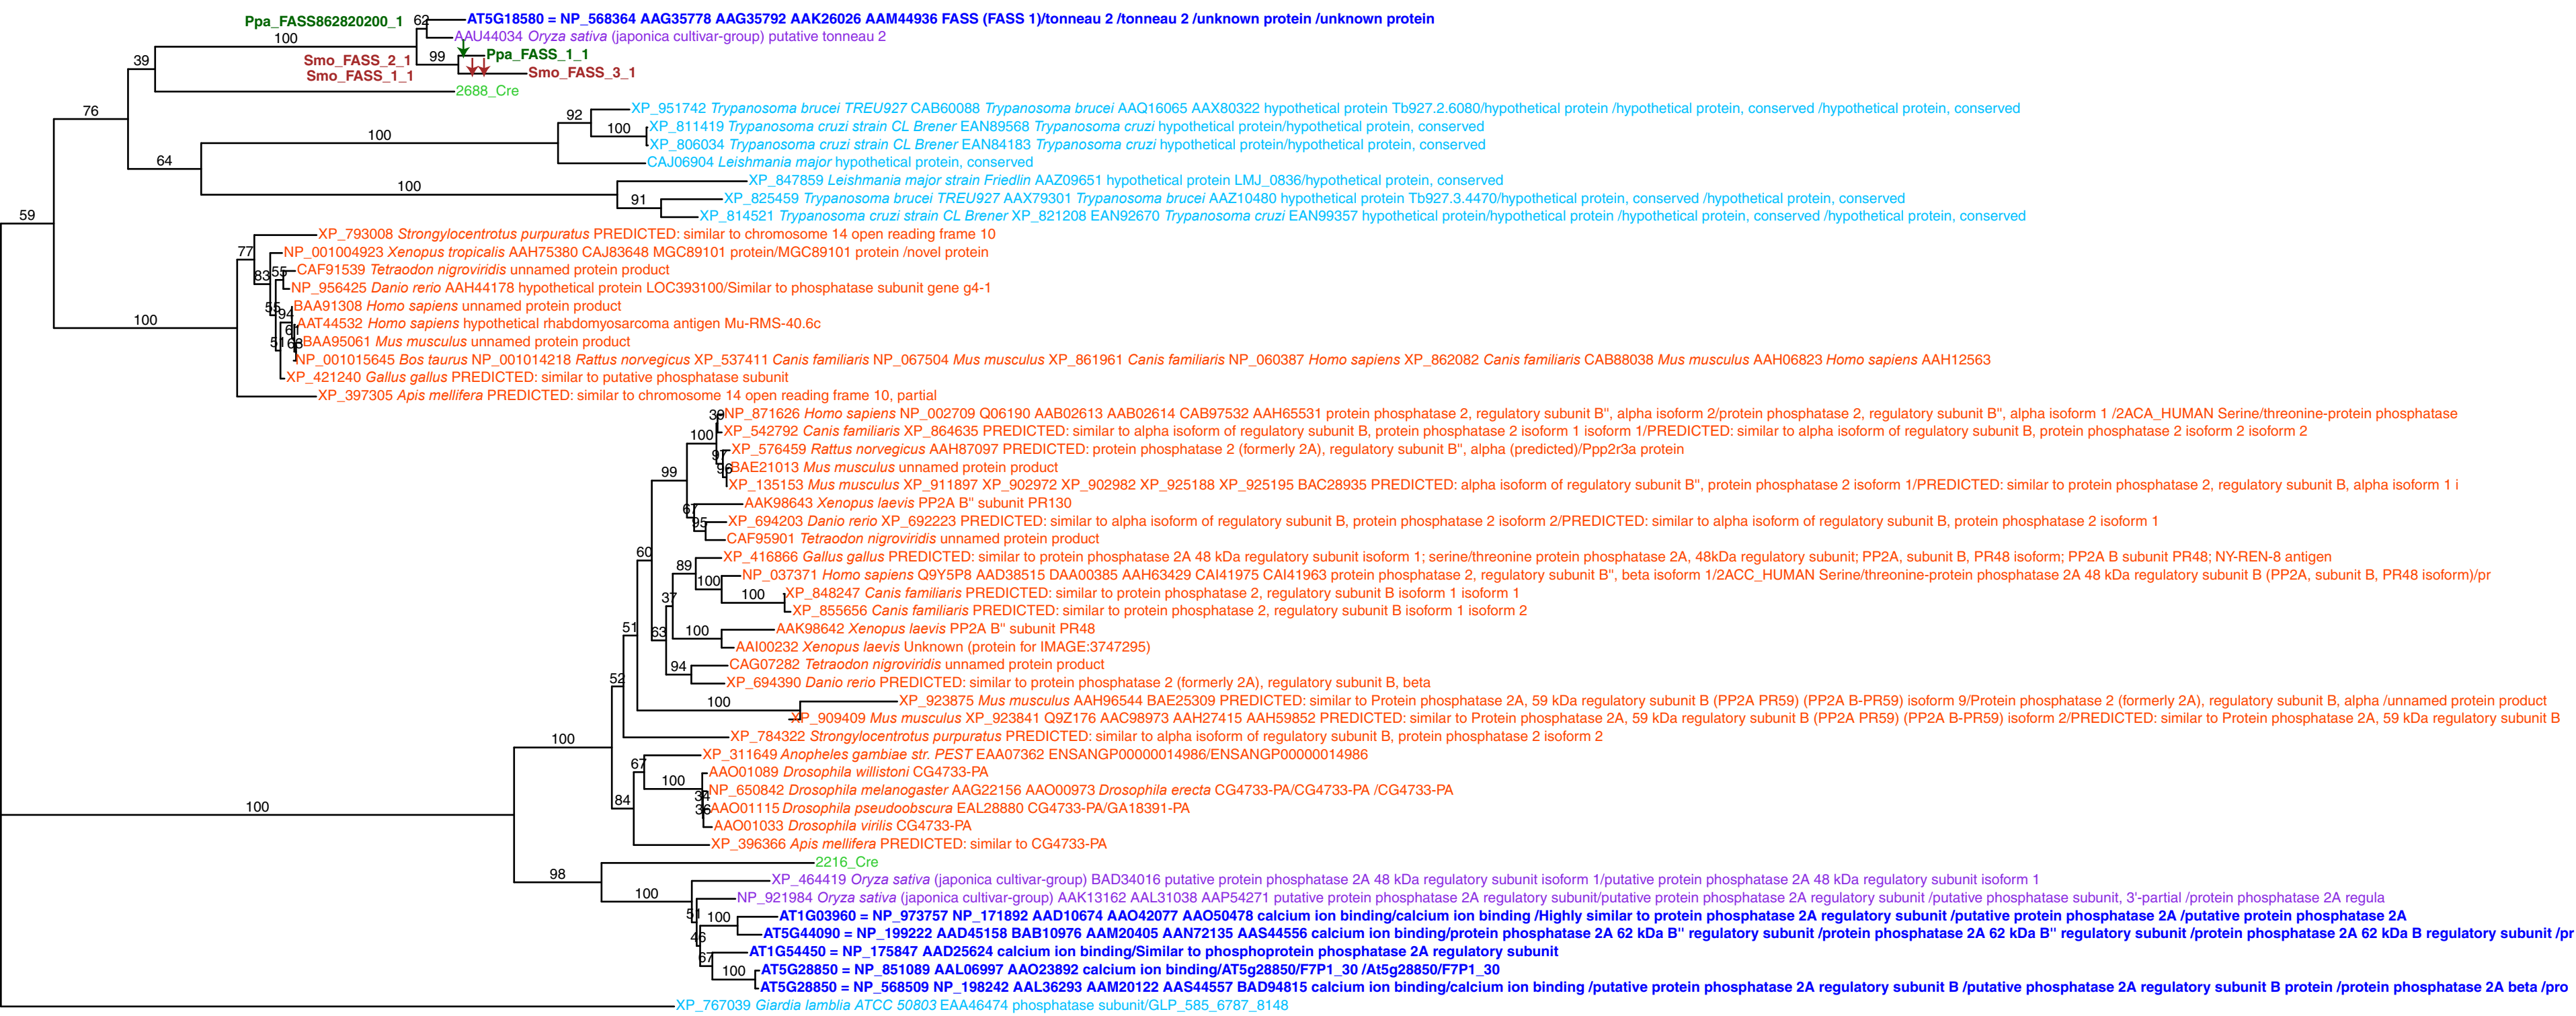 Ppa_FASS862820200_1
62
AT5G18580 = NP_568364 AAG35778 AAG35792 AAK26026 AAM44936 FASS (FASS 1)/tonneau 2 /tonneau 2 /unknown protein /unknown protein
100
AAU44034 Oryza sativa (japonica cultivar-group) putative tonneau 2
39
Smo_FASS_2_1
99
Ppa_FASS_1_1
Smo_FASS_1_1
Smo_FASS_3_1
2688_Cre
76
92
XP_951742 Trypanosoma brucei TREU927 CAB60088 Trypanosoma brucei AAQ16065 AAX80322 hypothetical protein Tb927.2.6080/hypothetical protein /hypothetical protein, conserved /hypothetical protein, conserved
100
100
XP_811419 Trypanosoma cruzi strain CL Brener EAN89568 Trypanosoma cruzi hypothetical protein/hypothetical protein, conserved
XP_806034 Trypanosoma cruzi strain CL Brener EAN84183 Trypanosoma cruzi hypothetical protein/hypothetical protein, conserved
64
CAJ06904 Leishmania major hypothetical protein, conserved
100
XP_847859 Leishmania major strain Friedlin AAZ09651 hypothetical protein LMJ_0836/hypothetical protein, conserved
91
XP_825459 Trypanosoma brucei TREU927 AAX79301 Trypanosoma brucei AAZ10480 hypothetical protein Tb927.3.4470/hypothetical protein, conserved /hypothetical protein, conserved
59
XP_814521 Trypanosoma cruzi strain CL Brener XP_821208 EAN92670 Trypanosoma cruzi EAN99357 hypothetical protein/hypothetical protein /hypothetical protein, conserved /hypothetical protein, conserved
XP_793008 Strongylocentrotus purpuratus PREDICTED: similar to chromosome 14 open reading frame 10
77
NP_001004923 Xenopus tropicalis AAH75380 CAJ83648 MGC89101 protein/MGC89101 protein /novel protein
83
55
CAF91539 Tetraodon nigroviridis unnamed protein product
NP_956425 Danio rerio AAH44178 hypothetical protein LOC393100/Similar to phosphatase subunit gene g4-1
55
BAA91308 Homo sapiens unnamed protein product
100
94
AAT44532 Homo sapiens hypothetical rhabdomyosarcoma antigen Mu-RMS-40.6c
61
51
68
BAA95061 Mus musculus unnamed protein product
NP_001015645 Bos taurus NP_001014218 Rattus norvegicus XP_537411 Canis familiaris NP_067504 Mus musculus XP_861961 Canis familiaris NP_060387 Homo sapiens XP_862082 Canis familiaris CAB88038 Mus musculus AAH06823 Homo sapiens AAH12563
XP_421240 Gallus gallus PREDICTED: similar to putative phosphatase subunit
XP_397305 Apis mellifera PREDICTED: similar to chromosome 14 open reading frame 10, partial
39
NP_871626 Homo sapiens NP_002709 Q06190 AAB02613 AAB02614 CAB97532 AAH65531 protein phosphatase 2, regulatory subunit B", alpha isoform 2/protein phosphatase 2, regulatory subunit B", alpha isoform 1 /2ACA_HUMAN Serine/threonine-protein phosphatase
100
XP_542792 Canis familiaris XP_864635 PREDICTED: similar to alpha isoform of regulatory subunit B, protein phosphatase 2 isoform 1 isoform 1/PREDICTED: similar to alpha isoform of regulatory subunit B, protein phosphatase 2 isoform 2 isoform 2
97
XP_576459 Rattus norvegicus AAH87097 PREDICTED: protein phosphatase 2 (formerly 2A), regulatory subunit B", alpha (predicted)/Ppp2r3a protein
99
96
BAE21013 Mus musculus unnamed protein product
XP_135153 Mus musculus XP_911897 XP_902972 XP_902982 XP_925188 XP_925195 BAC28935 PREDICTED: alpha isoform of regulatory subunit B", protein phosphatase 2 isoform 1/PREDICTED: similar to protein phosphatase 2, regulatory subunit B, alpha isoform 1 i
67
AAK98643 Xenopus laevis PP2A B" subunit PR130
95
XP_694203 Danio rerio XP_692223 PREDICTED: similar to alpha isoform of regulatory subunit B, protein phosphatase 2 isoform 2/PREDICTED: similar to alpha isoform of regulatory subunit B, protein phosphatase 2 isoform 1
CAF95901 Tetraodon nigroviridis unnamed protein product
60
XP_416866 Gallus gallus PREDICTED: similar to protein phosphatase 2A 48 kDa regulatory subunit isoform 1; serine/threonine protein phosphatase 2A, 48kDa regulatory subunit; PP2A, subunit B, PR48 isoform; PP2A B subunit PR48; NY-REN-8 antigen
89
100
NP_037371 Homo sapiens Q9Y5P8 AAD38515 DAA00385 AAH63429 CAI41975 CAI41963 protein phosphatase 2, regulatory subunit B", beta isoform 1/2ACC_HUMAN Serine/threonine-protein phosphatase 2A 48 kDa regulatory subunit B (PP2A, subunit B, PR48 isoform)/pr
37
100
XP_848247 Canis familiaris PREDICTED: similar to protein phosphatase 2, regulatory subunit B isoform 1 isoform 1
XP_855656 Canis familiaris PREDICTED: similar to protein phosphatase 2, regulatory subunit B isoform 1 isoform 2
51
63
100
AAK98642 Xenopus laevis PP2A B" subunit PR48
AAI00232 Xenopus laevis Unknown (protein for IMAGE:3747295)
94
CAG07282 Tetraodon nigroviridis unnamed protein product
52
XP_694390 Danio rerio PREDICTED: similar to protein phosphatase 2 (formerly 2A), regulatory subunit B, beta
100
XP_923875 Mus musculus AAH96544 BAE25309 PREDICTED: similar to Protein phosphatase 2A, 59 kDa regulatory subunit B (PP2A PR59) (PP2A B-PR59) isoform 9/Protein phosphatase 2 (formerly 2A), regulatory subunit B, alpha /unnamed protein product
XP_909409 Mus musculus XP_923841 Q9Z176 AAC98973 AAH27415 AAH59852 PREDICTED: similar to Protein phosphatase 2A, 59 kDa regulatory subunit B (PP2A PR59) (PP2A B-PR59) isoform 2/PREDICTED: similar to Protein phosphatase 2A, 59 kDa regulatory subunit B
100
XP_784322 Strongylocentrotus purpuratus PREDICTED: similar to alpha isoform of regulatory subunit B, protein phosphatase 2 isoform 2
67
XP_311649 Anopheles gambiae str. PEST EAA07362 ENSANGP00000014986/ENSANGP00000014986
100
AAO01089 Drosophila willistoni CG4733-PA
34
NP_650842 Drosophila melanogaster AAG22156 AAO00973 Drosophila erecta CG4733-PA/CG4733-PA /CG4733-PA
100
84
36
AAO01115 Drosophila pseudoobscura EAL28880 CG4733-PA/GA18391-PA
AAO01033 Drosophila virilis CG4733-PA
XP_396366 Apis mellifera PREDICTED: similar to CG4733-PA
2216_Cre
98
XP_464419 Oryza sativa (japonica cultivar-group) BAD34016 putative protein phosphatase 2A 48 kDa regulatory subunit isoform 1/putative protein phosphatase 2A 48 kDa regulatory subunit isoform 1
100
NP_921984 Oryza sativa (japonica cultivar-group) AAK13162 AAL31038 AAP54271 putative protein phosphatase 2A regulatory subunit/putative protein phosphatase 2A regulatory subunit /putative phosphatase subunit, 3'-partial /protein phosphatase 2A regula
51
100
AT1G03960 = NP_973757 NP_171892 AAD10674 AAO42077 AAO50478 calcium ion binding/calcium ion binding /Highly similar to protein phosphatase 2A regulatory subunit /putative protein phosphatase 2A /putative protein phosphatase 2A
46
AT5G44090 = NP_199222 AAD45158 BAB10976 AAM20405 AAN72135 AAS44556 calcium ion binding/protein phosphatase 2A 62 kDa B" regulatory subunit /protein phosphatase 2A 62 kDa B" regulatory subunit /protein phosphatase 2A 62 kDa B regulatory subunit /pr
67
AT1G54450 = NP_175847 AAD25624 calcium ion binding/Similar to phosphoprotein phosphatase 2A regulatory subunit
100
AT5G28850 = NP_851089 AAL06997 AAO23892 calcium ion binding/AT5g28850/F7P1_30 /At5g28850/F7P1_30
AT5G28850 = NP_568509 NP_198242 AAL36293 AAM20122 AAS44557 BAD94815 calcium ion binding/calcium ion binding /putative protein phosphatase 2A regulatory subunit B /putative protein phosphatase 2A regulatory subunit B protein /protein phosphatase 2A beta /pro
XP_767039 Giardia lamblia ATCC 50803 EAA46474 phosphatase subunit/GLP_585_6787_8148